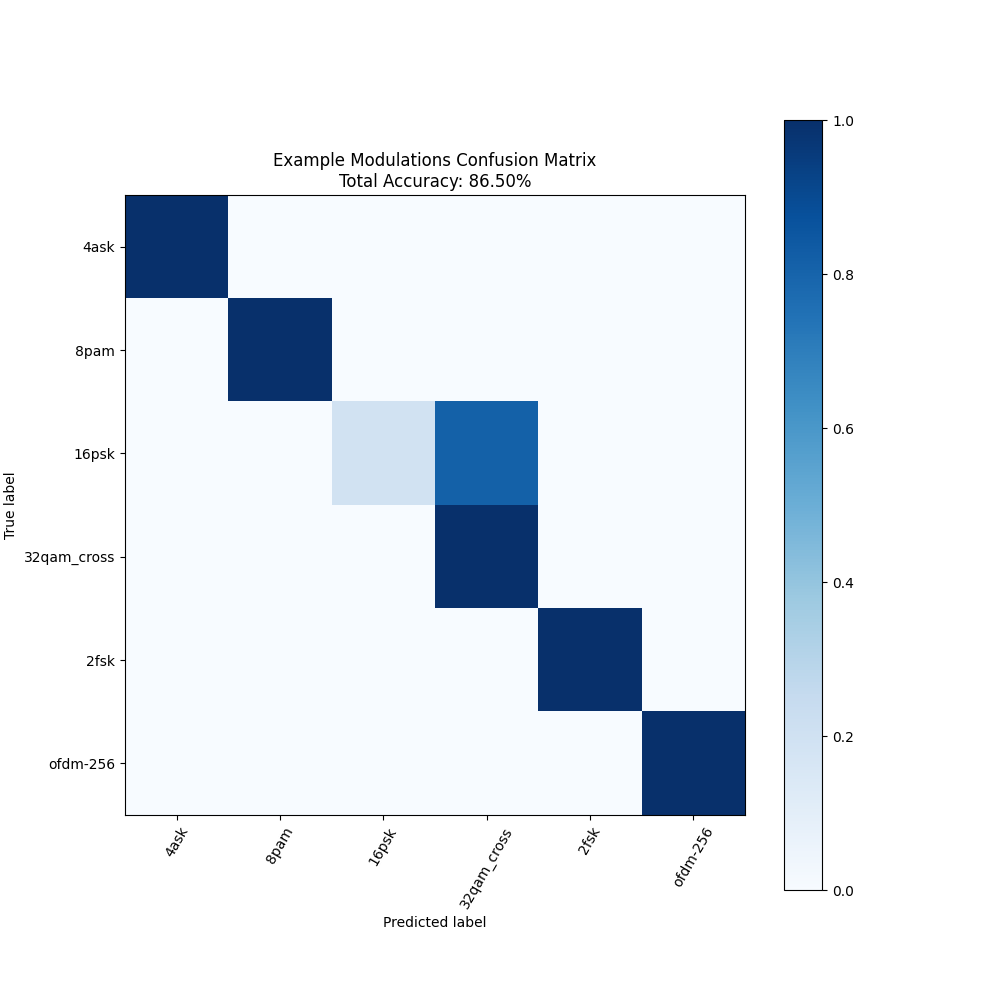 Example Modulations Confusion Matrix
Total Accuracy: 86.50%
True label
4ask
8pam
16psk
32qam_cross
2fsk
ofdm-256
4ask
8pam
16psk
32qam_cross
2fsk
ofdm-256
Predicted label
1.0
0.8
0.6
0.4
0.2
0.0